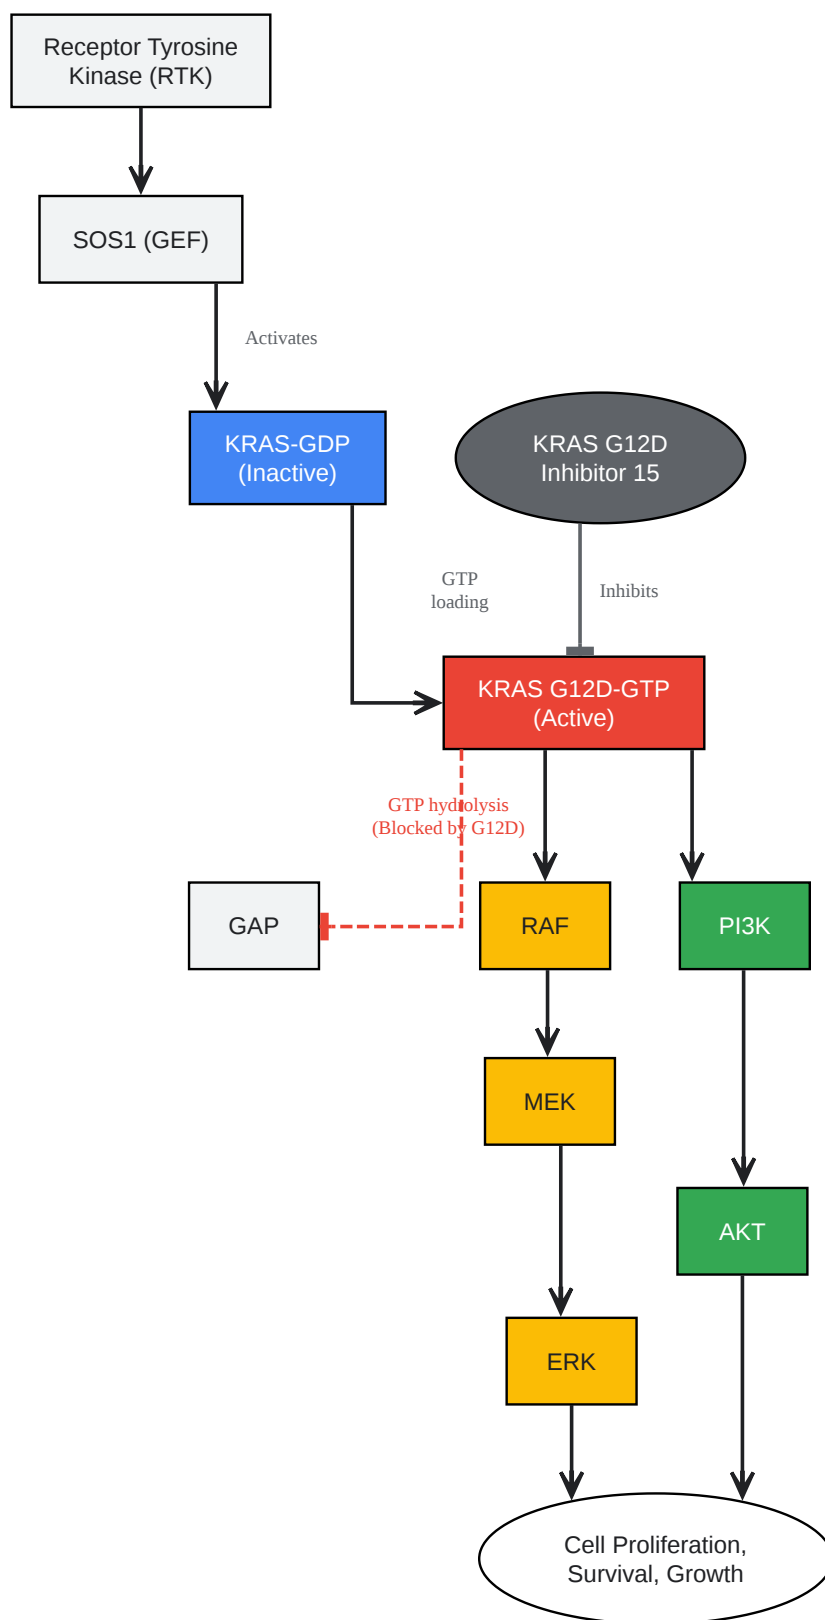 Receptor Tyrosine
Kinase (RTK)
SOS1 (GEF)
Activates
KRAS-GDP
(Inactive)
KRAS G12D
Inhibitor 15
GTP
loading
Inhibits
KRAS G12D-GTP
(Active)
GTP hydrolysis
(Blocked by G12D)
GAP
RAF
PI3K
MEK
AKT
ERK
Cell Proliferation,
Survival, Growth